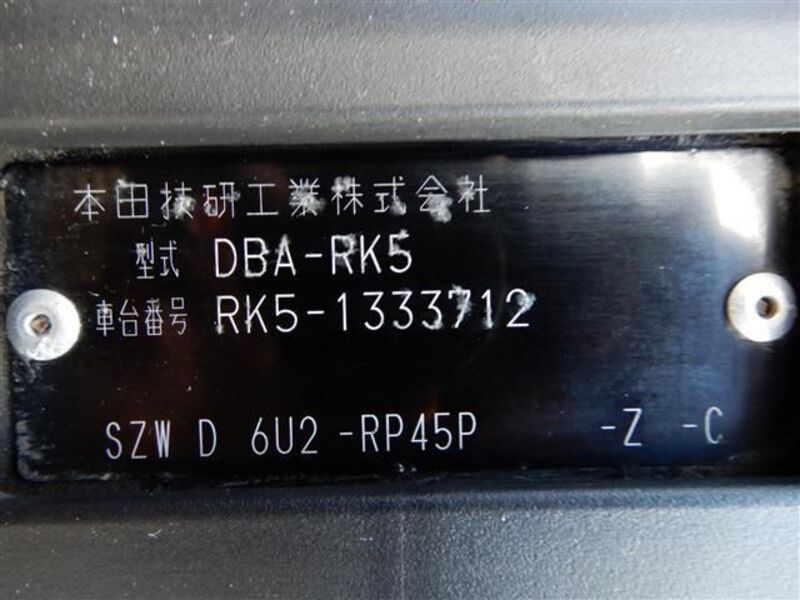 本田技研工業株式会社
型式 DBA-RK5
車台番号 RK5-1333712
SZW D 6U2 -RP45P -Z -C